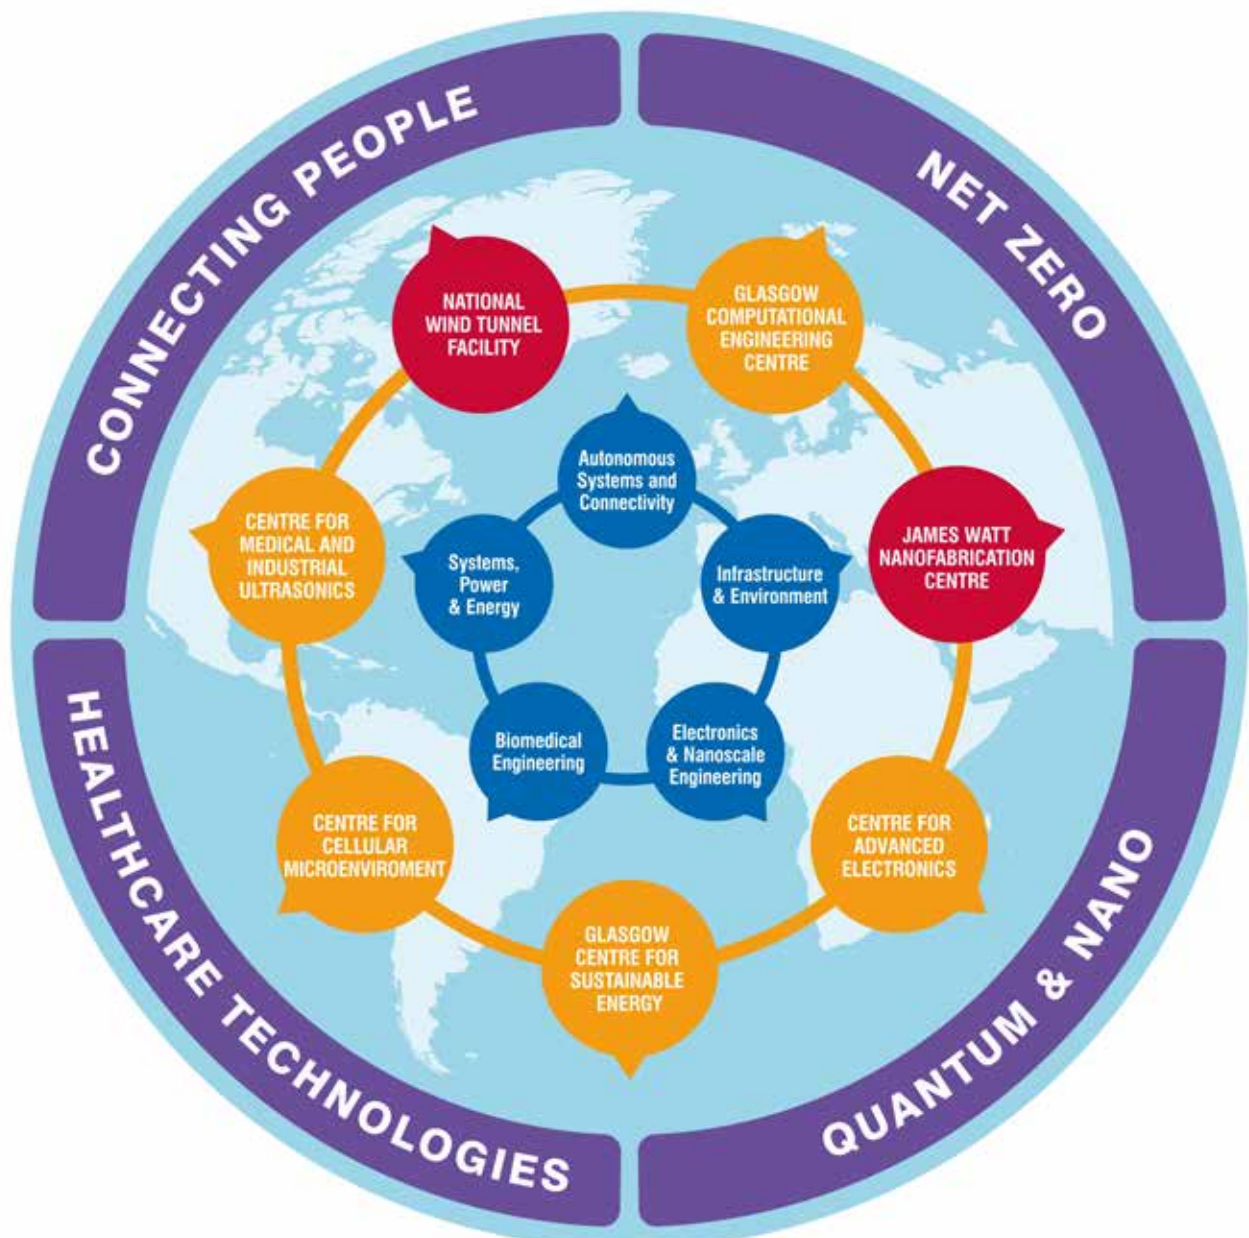 CONNECTING PEOPLE
NET ZERO
NATIONAL
WIND TUNNEL
FACILITY
GLASGOW
COMPUTATIONAL
ENGINEERING
CENTRE
Autonomous
Systems and
Connectivity
CENTRE FOR
MEDICAL AND
INDUSTRIAL
ULTRASONICS
Systems,
Power
& Energy
Infrastructure
& Environment
JAMES WATT
NANOFABRICATION
CENTRE
Biomedical
Engineering
Electronics
& Nanoscale
Engineering
CENTRE FOR
CELLULAR
MICROENVIROMENT
CENTRE FOR
ADVANCED
ELECTRONICS
GLASGOW
CENTRE FOR
SUSTAINABLE
ENERGY
HEALTHCARE TECHNOLOGIES
QUANTUM & NANO